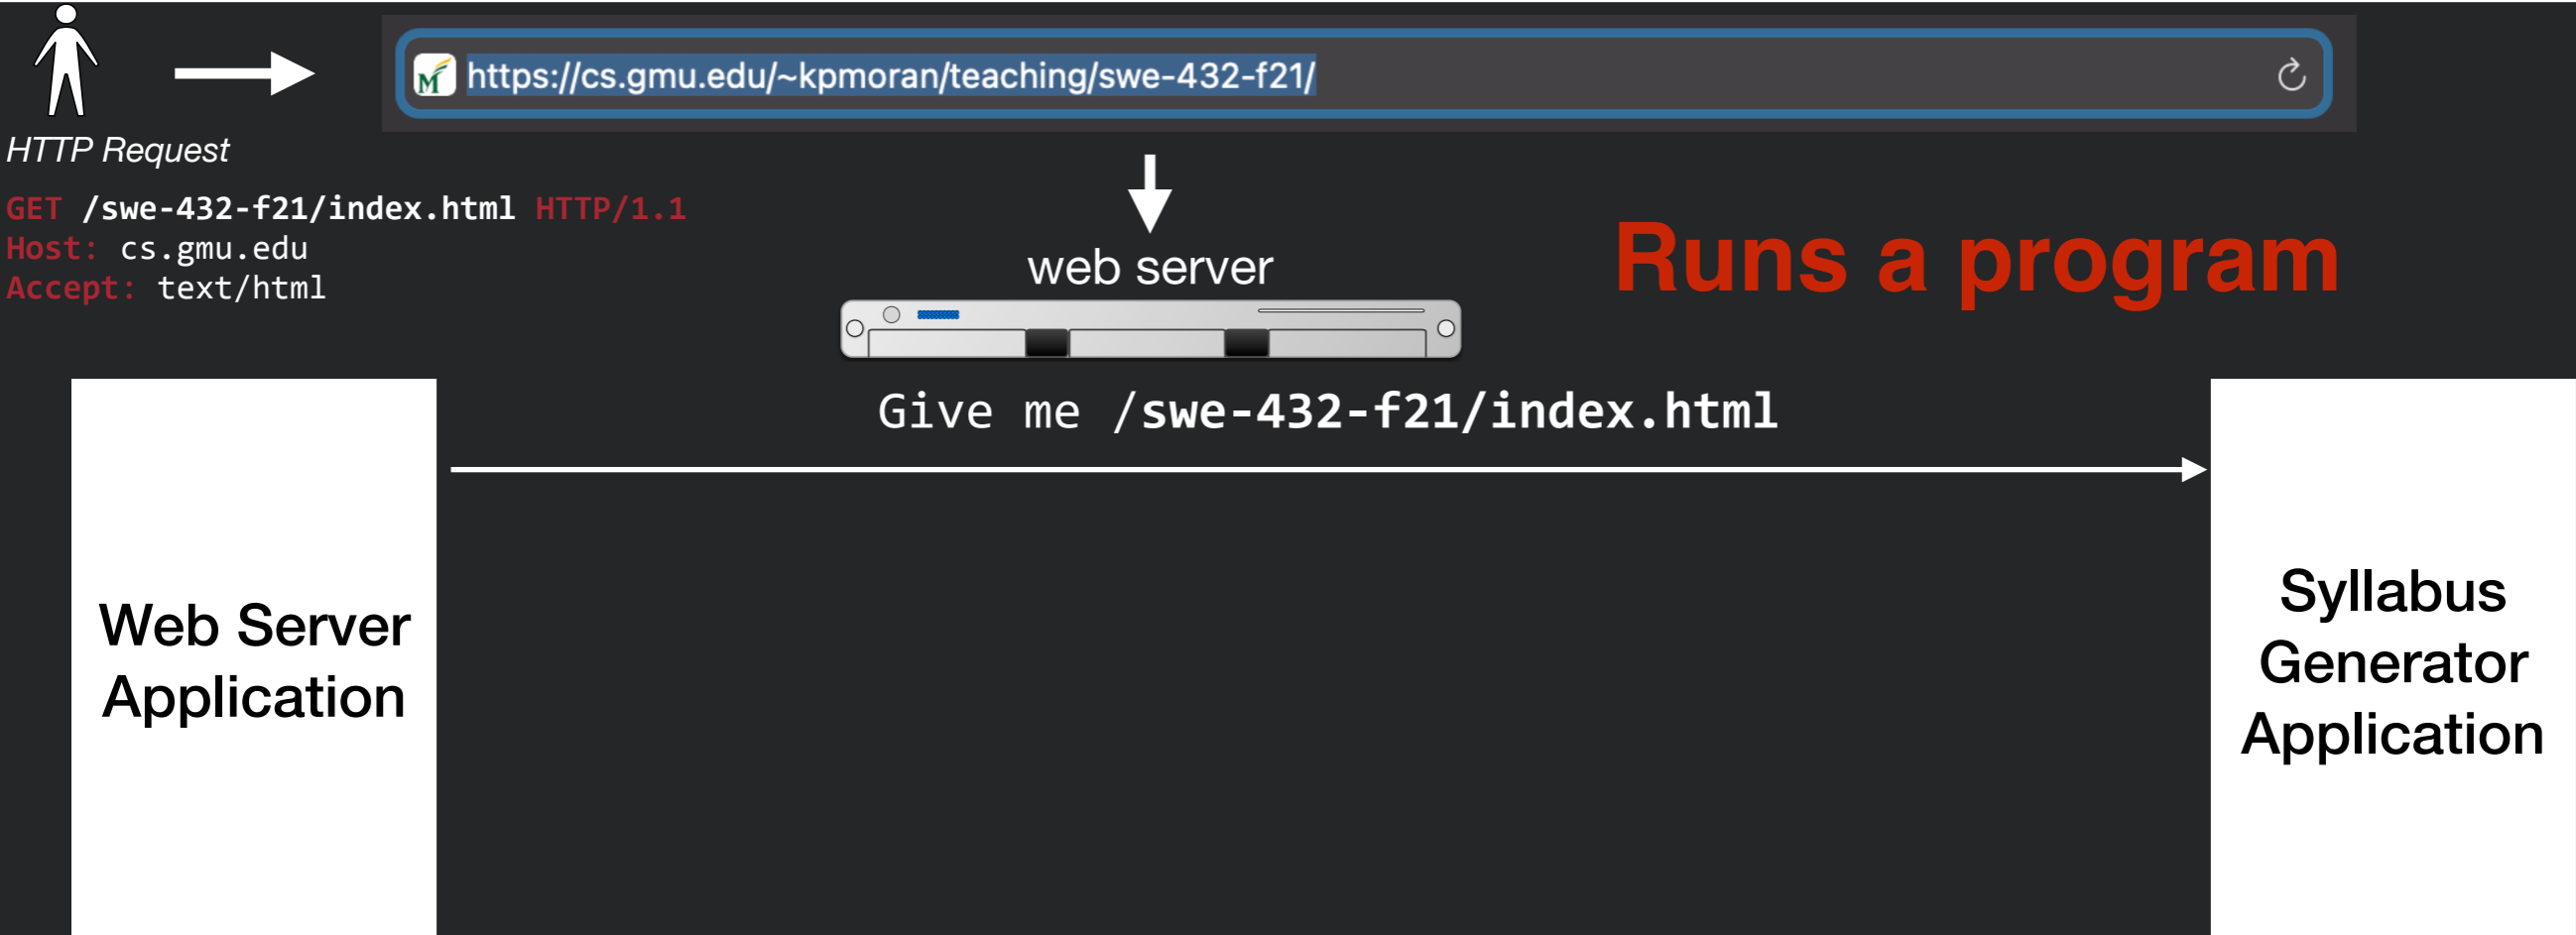 https://cs.gmu.edu/~kpmoran/teaching/swe-432-f21/
HTTP Request
GET /swe-432-f21/index.html HTTP/1.1
Host: cs.gmu.edu
Accept: text/html
web server
Runs a program
Give me /swe-432-f21/index.html
Web Server
Application
Syllabus
Generator
Application